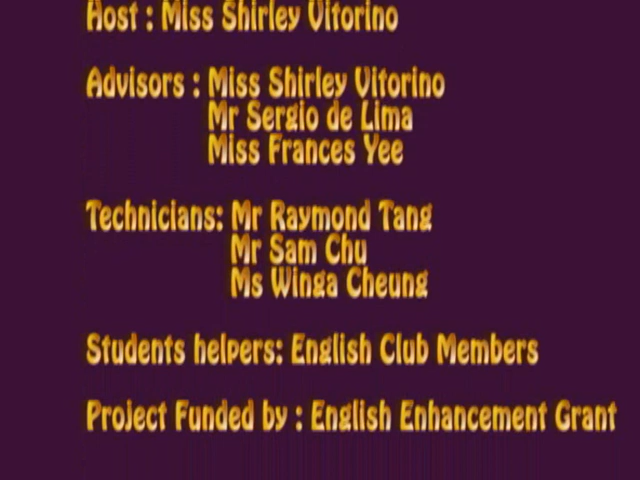 Host : Miss Shirley Vitorino
Advisors : Miss Shirley Vitorino
Mr Sergio de Lima
Miss Frances Yee
Technicians: Mr Raymond Tang
Mr Sam Chu
Ms Winga Cheung
Students helpers: English Club Members
Project Funded by : English Enhancement Grant